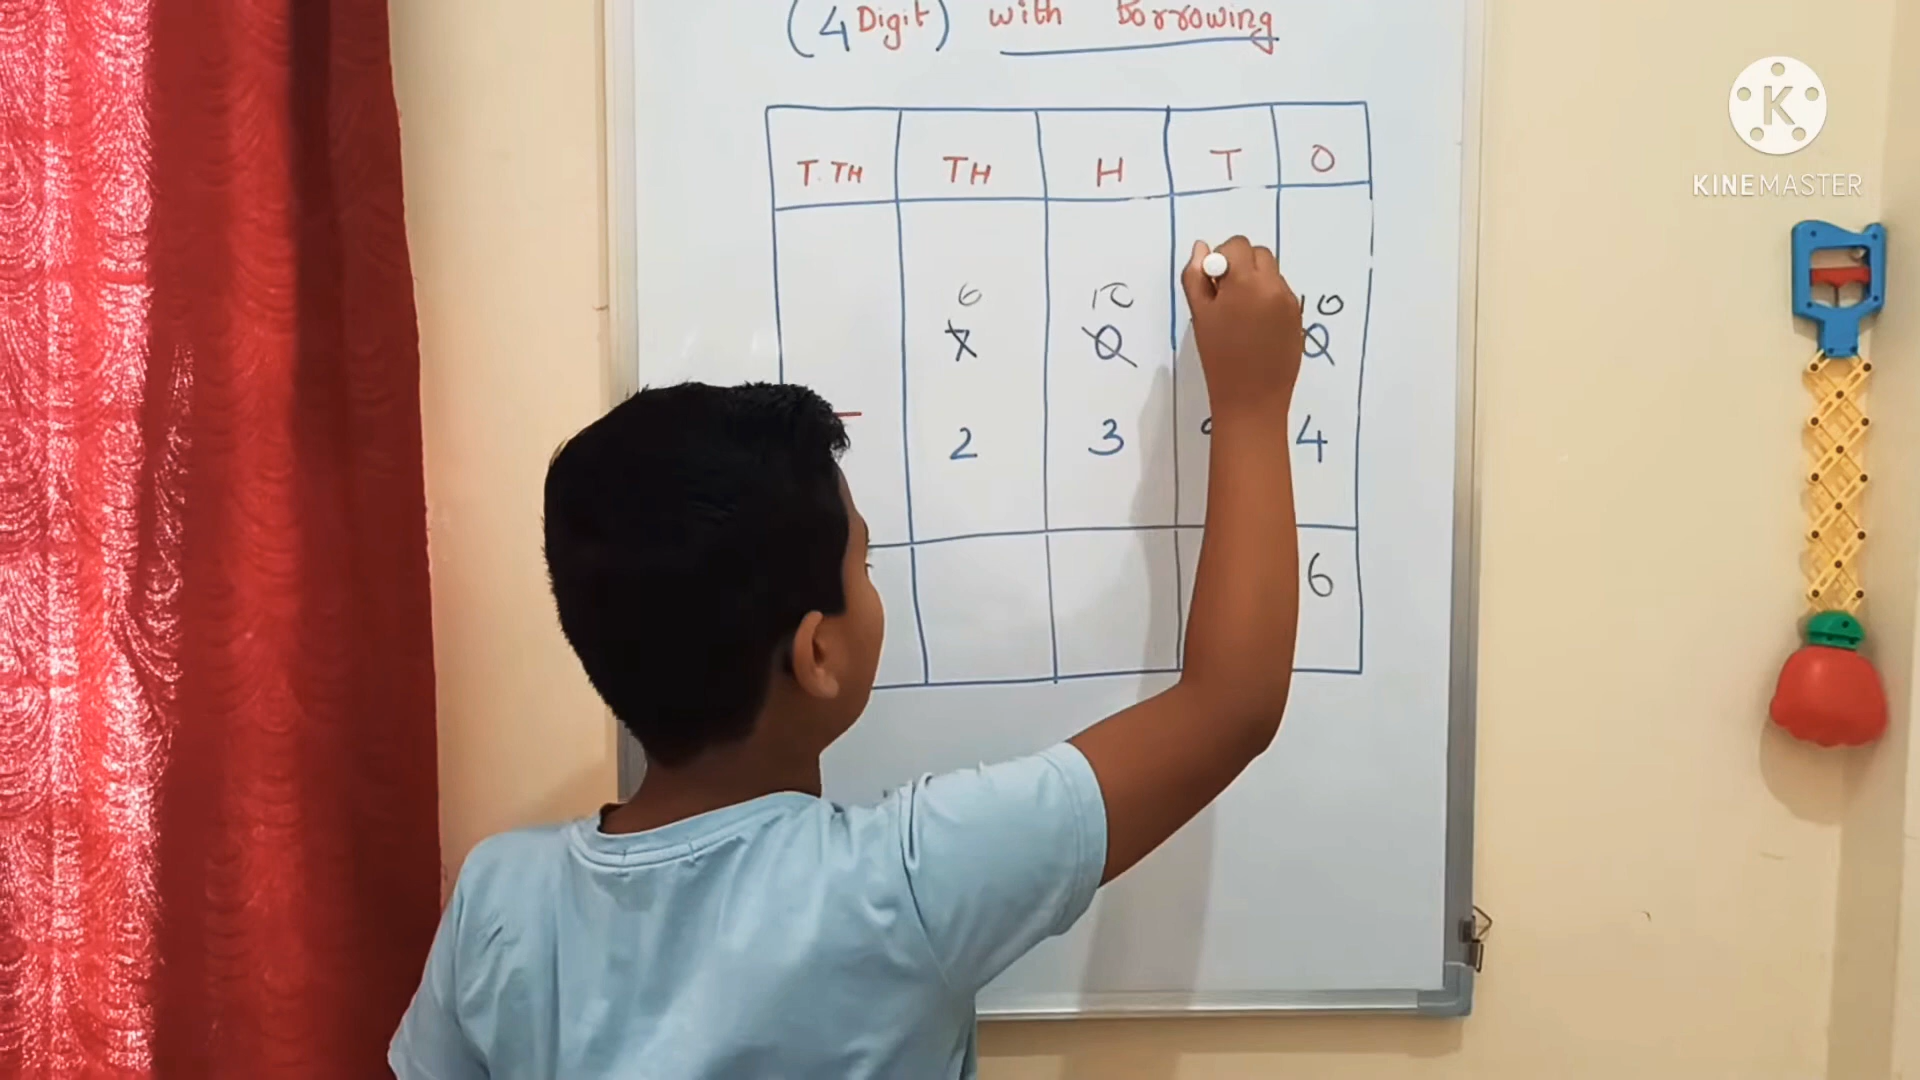 (4 Digit) with Borrowing
T.TH TH H T O
6 10 10
7 0 0
2 3 4
6
K
KINEMASTER